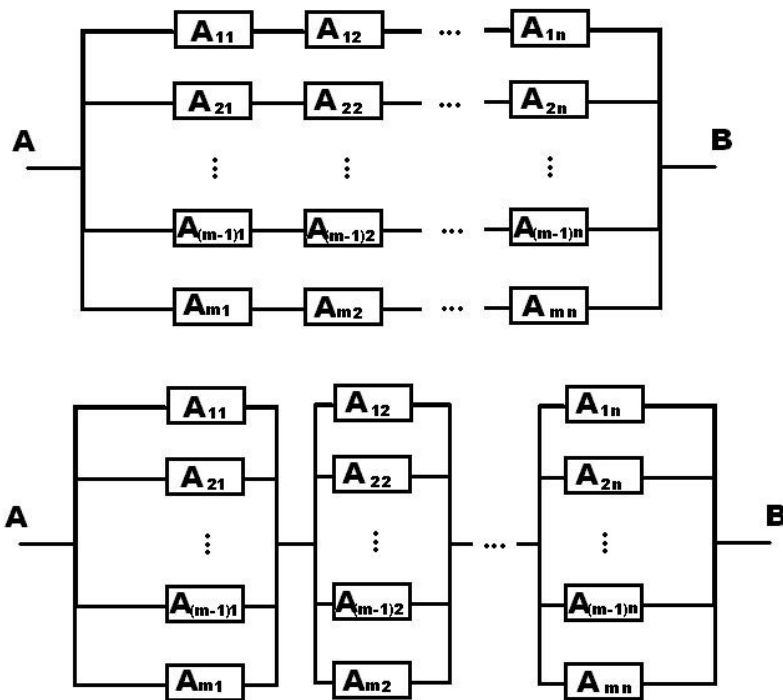 A11 A12 ... A1n
A21 A22 ... A2n
A B
A(m-1)1 A(m-1)2 ... A(m-1)n
Am1 Am2 ... Amn
A11 A12 A1n
A21 A22 A2n
A ... B
A(m-1)1 A(m-1)2 A(m-1)n
Am1 Am2 Amn